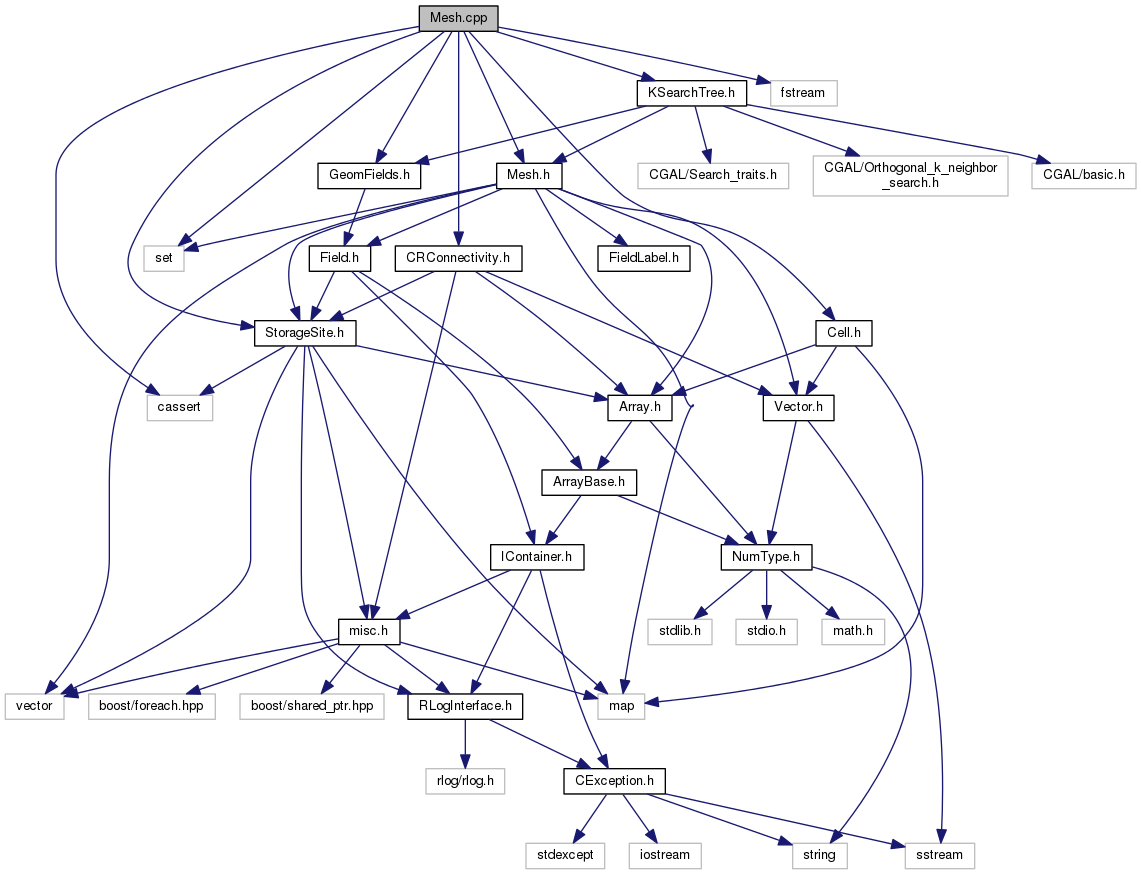 Mesh.cpp
KSearchTree.h
fstream
GeomFields.h
Mesh.h
CGAL/Search_traits.h
CGAL/Orthogonal_k_neighbor
_search.h
CGAL/basic.h
set
Field.h
CRConnectivity.h
FieldLabel.h
StorageSite.h
Cell.h
cassert
Array.h
Vector.h
ArrayBase.h
IContainer.h
NumType.h
misc.h
stdlib.h
stdio.h
math.h
vector
boost/foreach.hpp
boost/shared_ptr.hpp
RLogInterface.h
map
rlog/rlog.h
CException.h
stdexcept
iostream
string
sstream